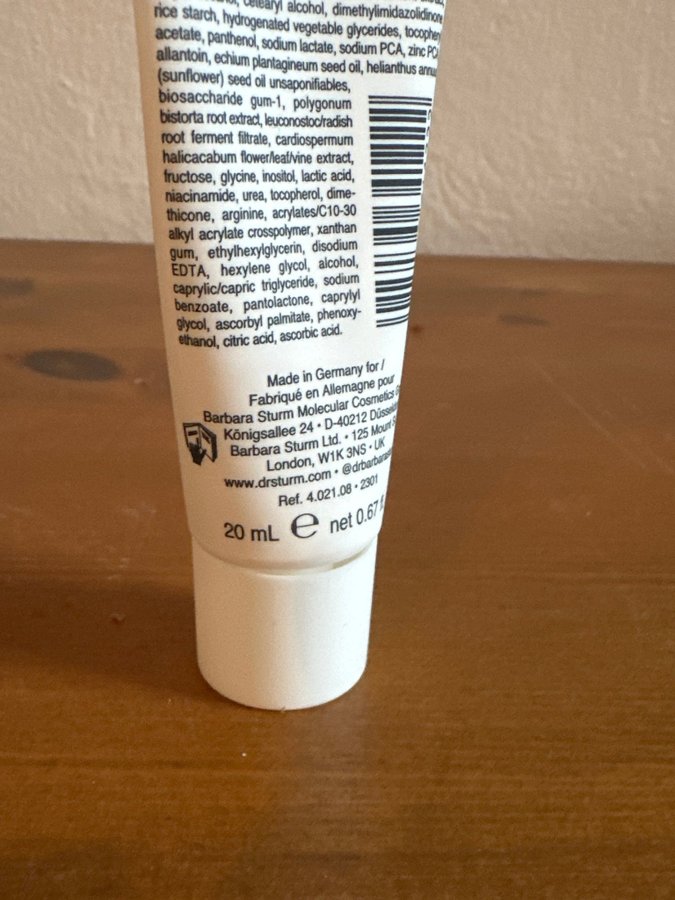 cetearyl alcohol, dimethylimidazolidinone
rice starch, hydrogenated vegetable glycerides,
acetate, panthenol, sodium lactate, sodium PCA, zinc
allantoin, echium plantagineum seed oil, helianthus
(sunflower) seed oil unsaponifiables,
biosaccharide gum-1, polygonum
bistorta root extract, leuconostoc/radish
root ferment filtrate, cardiospermum
halicacabum flower/leaf/vine extract,
fructose, glycine, inositol, lactic acid,
niacinamide, urea, tocopherol, dime-
thicone, arginine, acrylates/C10-30
alkyl acrylate crosspolymer, xanthan
gum, ethylhexylglycerin, disodium
EDTA, hexylene glycol, alcohol,
caprylic/capric triglyceride, sodium
benzoate, pantolactone, caprylyl
glycol, ascorbyl palmitate, phenoxy-
ethanol, citric acid, ascorbic acid.
Made in Germany for /
Fabriqué en Allemagne pour
Barbara Sturm Molecular Cosmetics
Königsallee 24 • D-40212
Barbara Sturm Ltd. • 125
London, W1K 3NS • UK
www.drsturm.com •
Ref. 4.021.08 • 2301
20 mL e net 0.67